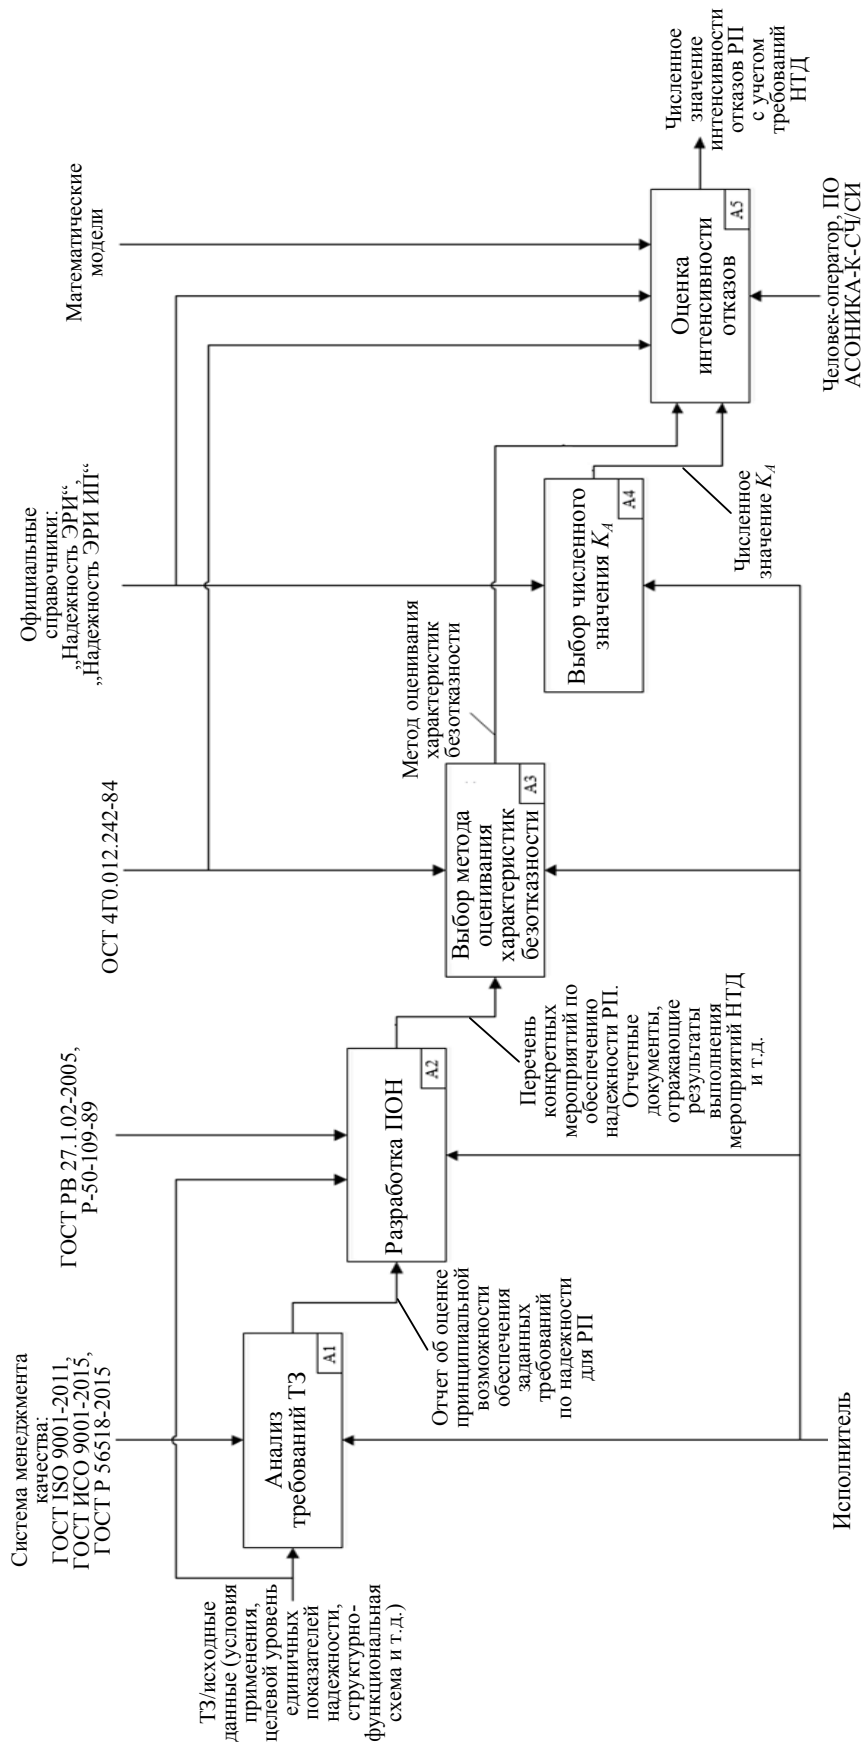 Система менеджмента
качества:
ГОСТ ISO 9001-2011,
ГОСТ ИСО 9001-2015,
ГОСТ Р 56518-2015
ГОСТ РВ 27.1.02-2005,
Р-50-109-89
ОСТ 4Г0.012.242-84
Официальные
справочники:
„Надежность ЭРИ“,
„Надежность ЭРИ ИП“
Математические
модели
ТЗ/исходные
данные (условия
применения,
целевой уровень
единичных
показателей
надежности,
структурно-
функциональная
схема и т.д.)
Анализ
требований ТЗ
А1
Отчет об оценке
принципиальной
возможности
обеспечения
заданных
требований
по надежности
для РП
Разработка ПОН
А2
Перечень
конкретных
мероприятий по
обеспечению
надежности РП.
Отчетные
документы,
отражающие
результаты
выполнения
мероприятий НТД
и т.д.
Выбор метода
оценивания
характеристик
безотказности
А3
Метод оценивания
характеристик
безотказности
Выбор численного
значения K_A
А4
Численное
значение K_A
Оценка
интенсивности
отказов
А5
Численное
значение
интенсивности
отказов РП
с учетом
требований
НТД
Исполнитель
Человек-оператор, ПО
АСОНИКА-К-СЧ/СИ